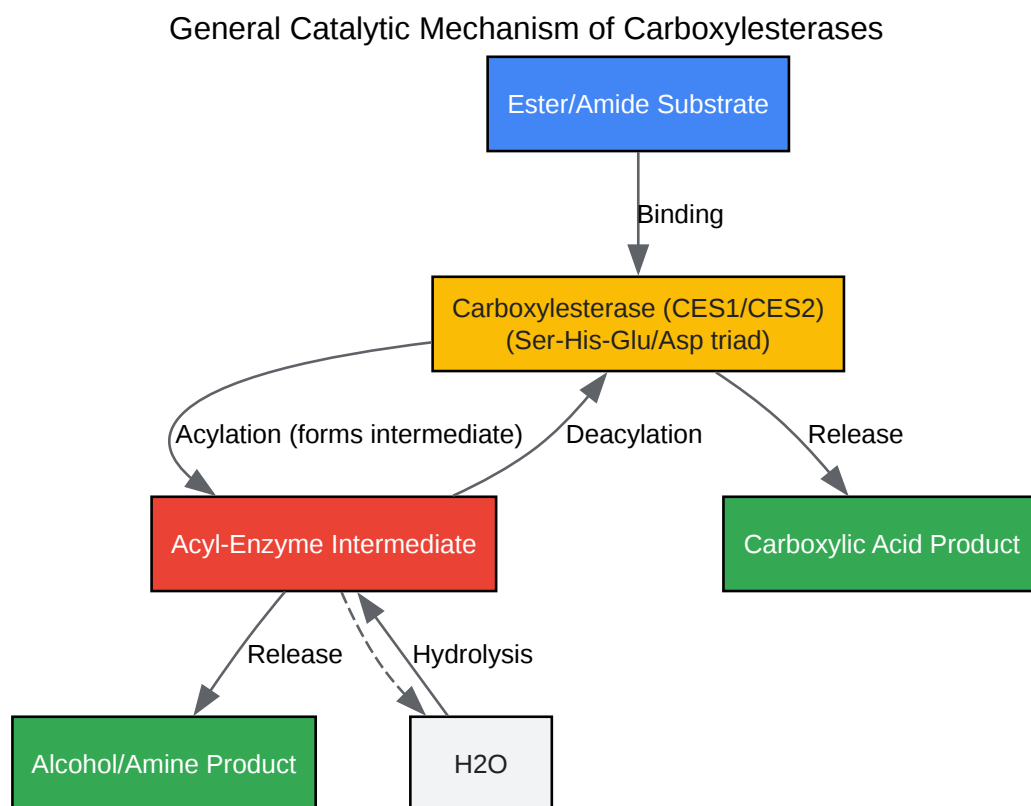 General Catalytic Mechanism of Carboxylesterases
Ester/Amide Substrate
Binding
Carboxylesterase (CES1/CES2)
(Ser-His-Glu/Asp triad)
Acylation (forms intermediate)
Deacylation
Release
Acyl-Enzyme Intermediate
Carboxylic Acid Product
Release
Hydrolysis
Alcohol/Amine Product
H2O